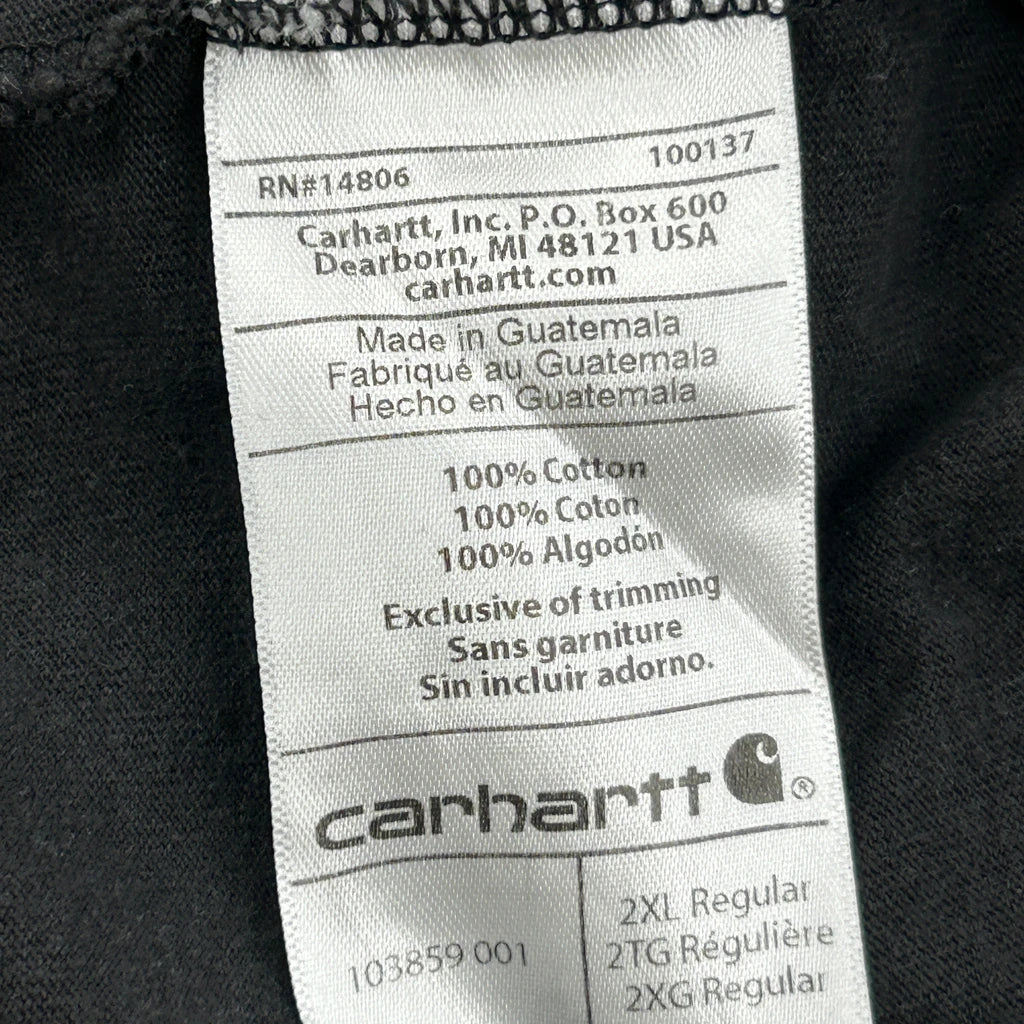 RN#14806 100137
Carhartt, Inc. P.O. Box 600
Dearborn, MI 48121 USA
carhartt.com
Made in Guatemala
Fabriqué au Guatemala
Hecho en Guatemala
100% Cotton
100% Coton
100% Algodón
Exclusive of trimming
Sans garniture
Sin incluir adorno.
carhartt ®
103859 001
2XL Regular
2TG Régulière
2XG Regular